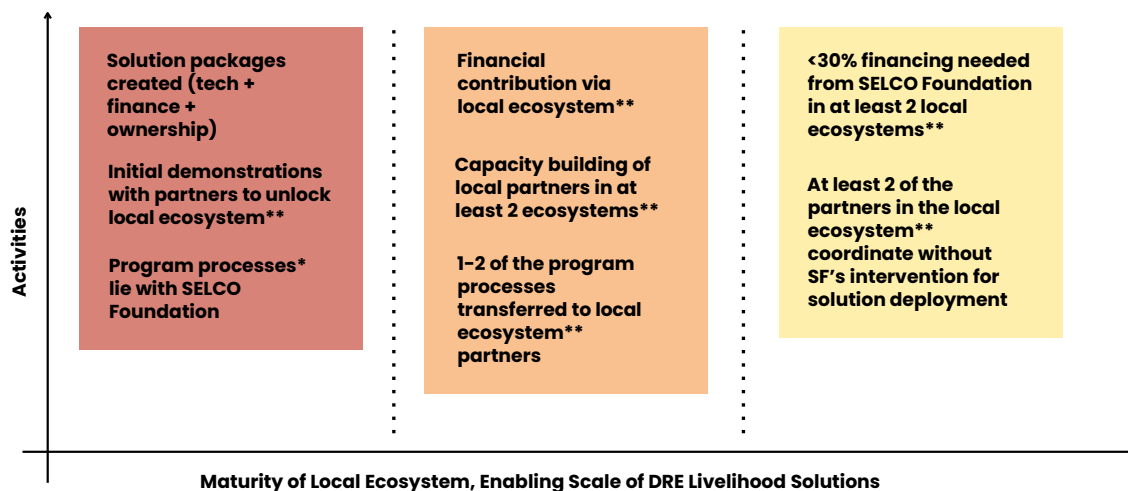 Solution packages
created (tech +
finance +
ownership)
Initial demonstrations
with partners to unlock
local ecosystem**
Program processes*
lie with SELCO
Foundation
Financial
contribution via
local ecosystem**
Capacity building of
local partners in at
least 2 ecosystems**
1-2 of the program
processes
transferred to local
ecosystem**
partners
<30% financing needed
from SELCO Foundation
in at least 2 local
ecosystems**
At least 2 of the
partners in the local
ecosystem**
coordinate without
SF's intervention for
solution deployment
Activities
Maturity of Local Ecosystem, Enabling Scale of DRE Livelihood Solutions